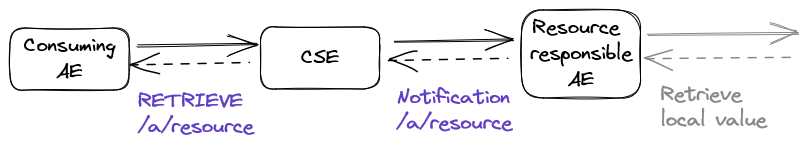 Consuming
AE
CSE
Resource
responsible
AE
RETRIEVE
/a/resource
Notification
/a/resource
Retrieve
local value